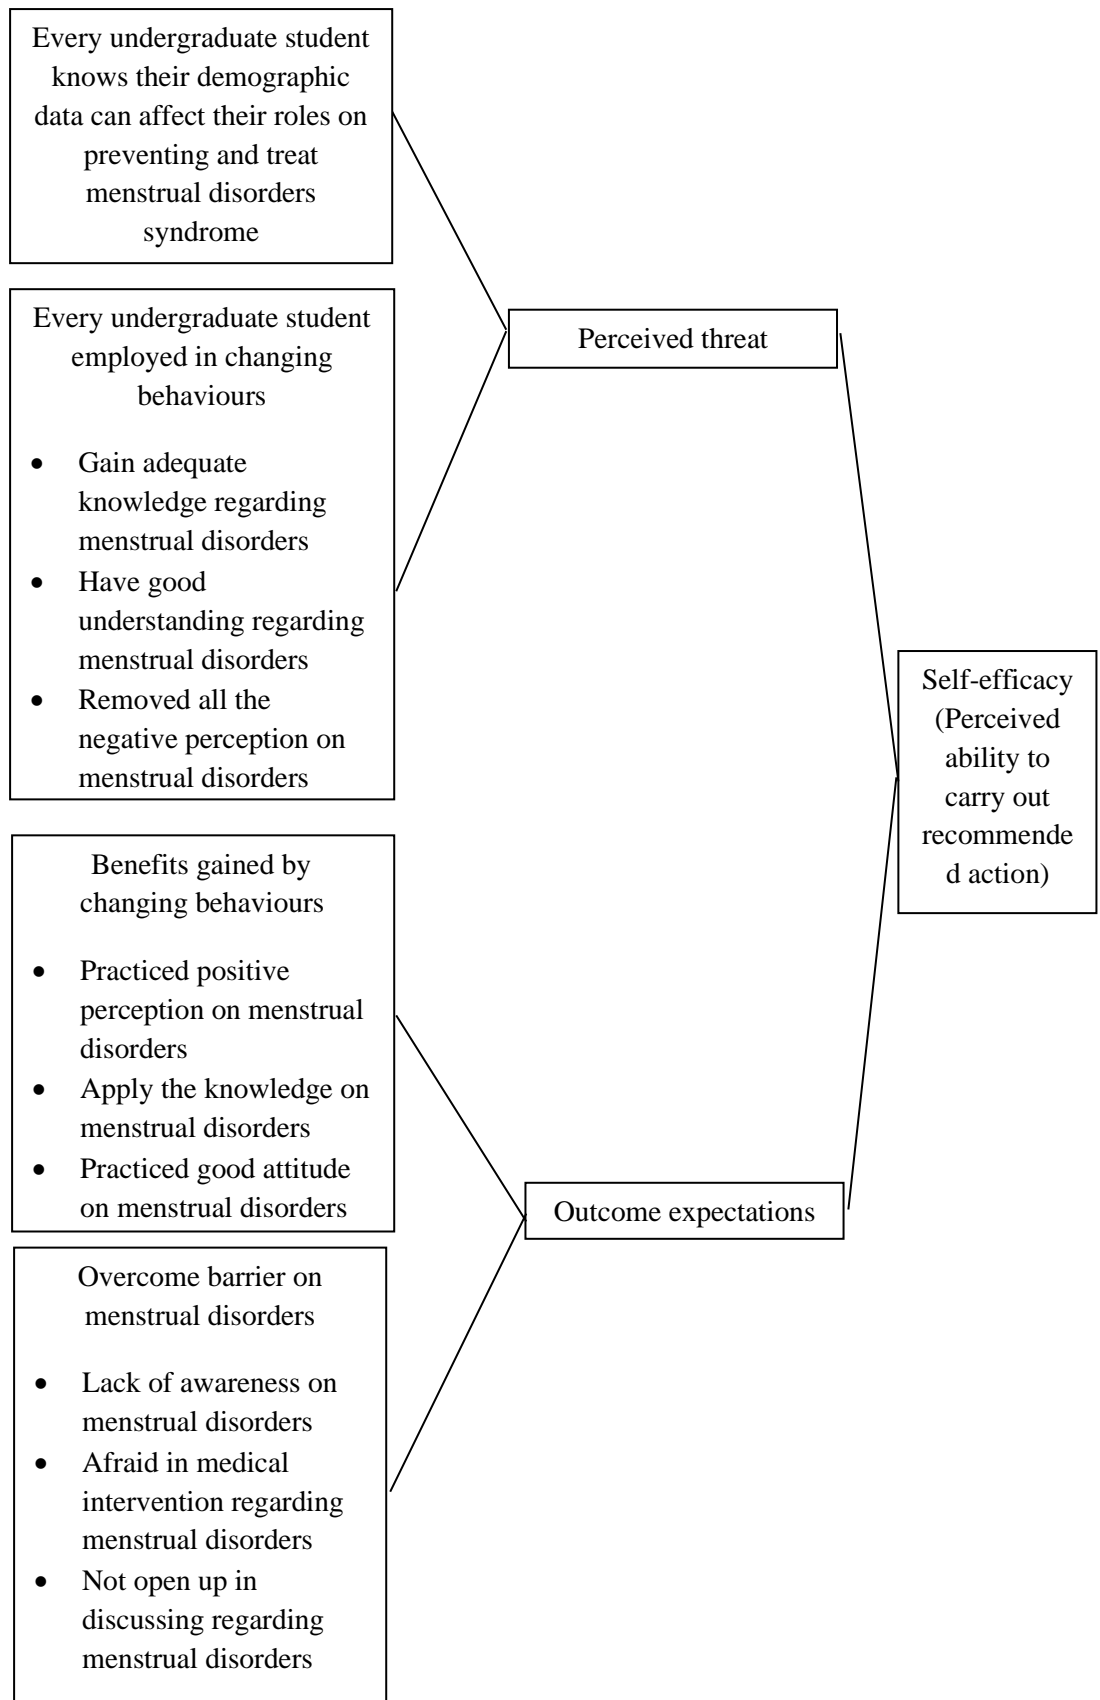 Every undergraduate student
knows their demographic
data can affect their roles on
preventing and treat
menstrual disorders
syndrome
Every undergraduate student
employed in changing
behaviours
• Gain adequate
knowledge regarding
menstrual disorders
• Have good
understanding regarding
menstrual disorders
• Removed all the
negative perception on
menstrual disorders
Benefits gained by
changing behaviours
• Practiced positive
perception on menstrual
disorders
• Apply the knowledge on
menstrual disorders
• Practiced good attitude
on menstrual disorders
Overcome barrier on
menstrual disorders
• Lack of awareness on
menstrual disorders
• Afraid in medical
intervention regarding
menstrual disorders
• Not open up in
discussing regarding
menstrual disorders
Perceived threat
Outcome expectations
Self-efficacy
(Perceived
ability to
carry out
recommende
d action)